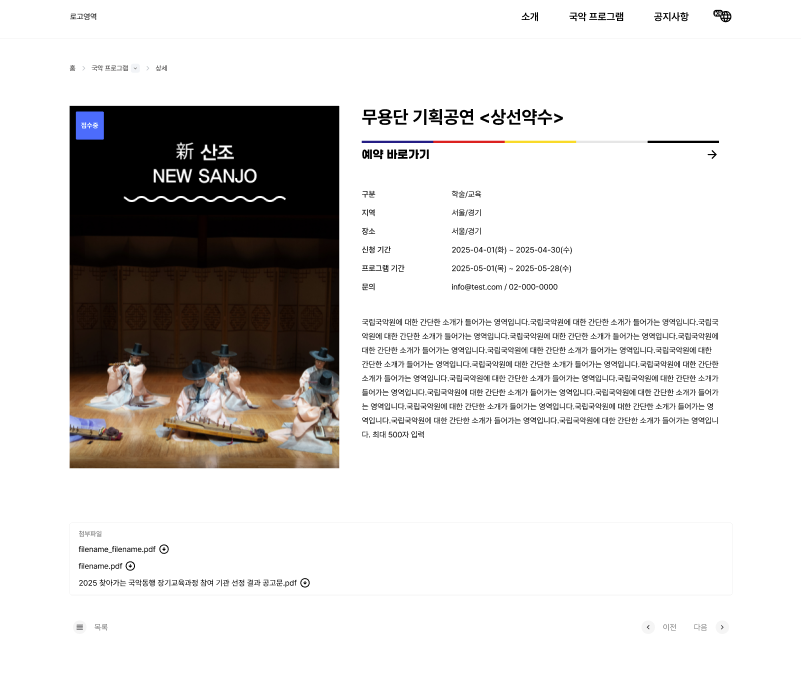 로고영역
소개
국악 프로그램
공지사항
홈
국악 프로그램
상세
접수중
新 산조
NEW SANJO
무용단 기획공연 <상선약수>
예약 바로가기
구분 학술/교육
지역 서울/경기
장소 서울/경기
신청 기간 2025-04-01(화) ~ 2025-04-30(수)
프로그램 기간 2025-05-01(목) ~ 2025-05-28(수)
문의 info@test.com / 02-000-0000
국립국악원에 대한 간단한 소개가 들어가는 영역입니다.국립국악원에 대한 간단한 소개가 들어가는 영역입니다.국립국
악원에 대한 간단한 소개가 들어가는 영역입니다.국립국악원에 대한 간단한 소개가 들어가는 영역입니다.국립국악원에
대한 간단한 소개가 들어가는 영역입니다.국립국악원에 대한 간단한 소개가 들어가는 영역입니다.국립국악원에 대한
간단한 소개가 들어가는 영역입니다.국립국악원에 대한 간단한 소개가 들어가는 영역입니다.국립국악원에 대한 간단한
소개가 들어가는 영역입니다.국립국악원에 대한 간단한 소개가 들어가는 영역입니다.국립국악원에 대한 간단한 소개가
들어가는 영역입니다.국립국악원에 대한 간단한 소개가 들어가는 영역입니다.국립국악원에 대한 간단한 소개가 들어가
는 영역입니다.국립국악원에 대한 간단한 소개가 들어가는 영역입니다.국립국악원에 대한 간단한 소개가 들어가는 영
역입니다.국립국악원에 대한 간단한 소개가 들어가는 영역입니다.국립국악원에 대한 간단한 소개가 들어가는 영역입니
다. 최대 500자 입력
첨부파일
filename_filename.pdf
filename.pdf
2025 찾아가는 국악동행 장기교육과정 참여 기관 선정 결과 공고문.pdf
목록
이전
다음